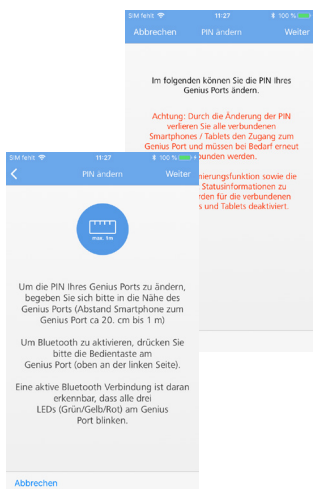 SIM fehlt 11:27 100 %
Abbrechen PIN ändern Weiter
Im folgenden können Sie die PIN Ihres
Genius Ports ändern.
Achtung: Durch die Änderung der PIN
verlieren Sie alle verbundenen
Smartphones / Tablets den Zugang zum
Genius Port und müssen bei Bedarf erneut
bunden werden.
nierungsfunktion sowie die
Statusinformationen zu
rden für die verbundenen
s und Tablets deaktiviert.
SIM fehlt 11:27 100 %
PIN ändern Weiter
max. 1m
Um die PIN Ihres Genius Ports zu ändern,
begeben Sie sich bitte in die Nähe des
Genius Ports (Abstand Smartphone zum
Genius Port ca 20. cm bis 1 m)
Um Bluetooth zu aktivieren, drücken Sie
bitte die Bedientaste am
Genius Port (oben an der linken Seite).
Eine aktive Bluetooth Verbindung ist daran
erkennbar, dass alle drei
LEDs (Grün/Gelb/Rot) am Genius
Port blinken.
Abbrechen